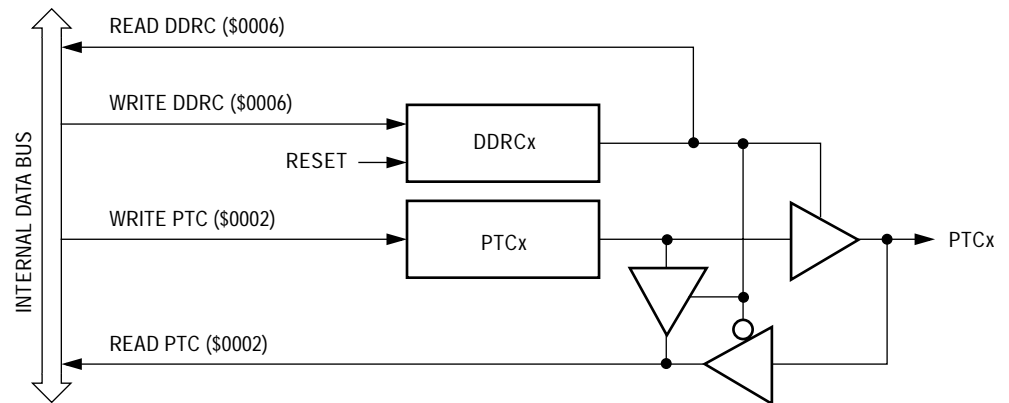 READ DDRC ($0006)
WRITE DDRC ($0006)
DDRCx
RESET
INTERNAL DATA BUS
WRITE PTC ($0002)
PTCx
PTCx
READ PTC ($0002)